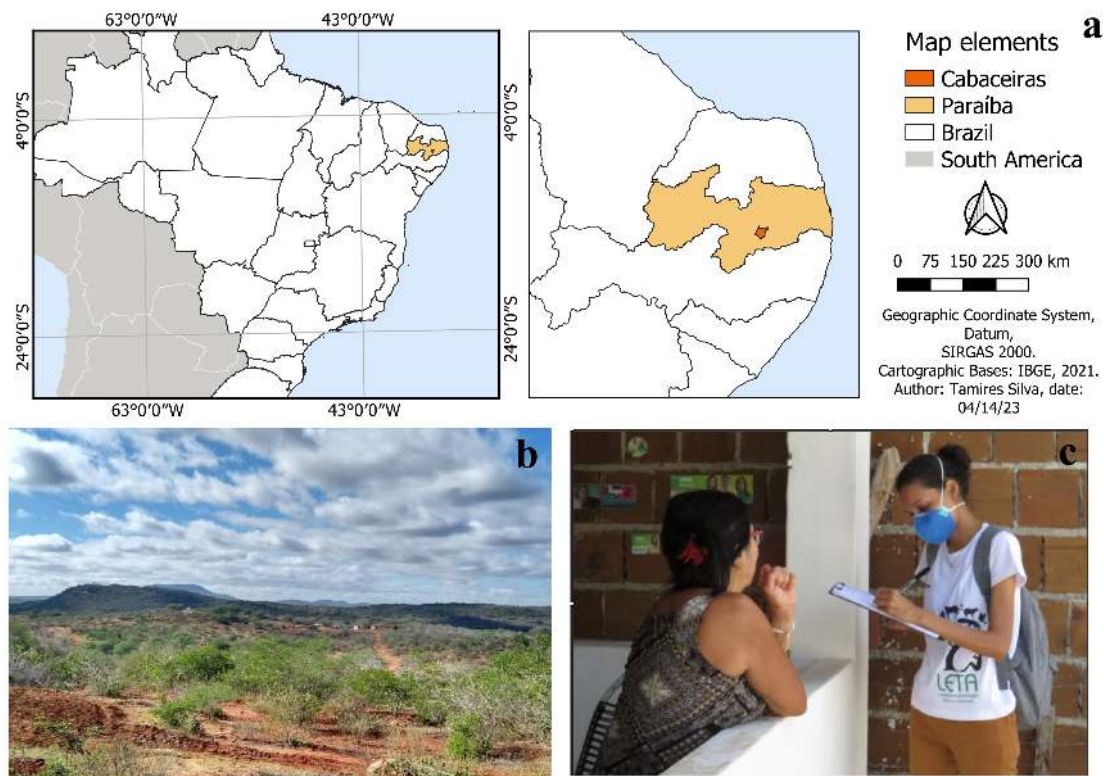 a
63°0'0"W 43°0'0"W
4°0'0"S
24°0'0"S
63°0'0"W 43°0'0"W
4°0'0"S
24°0'0"S
Map elements
Cabaceiras
Paraíba
Brazil
South America
0 75 150 225 300 km
Geographic Coordinate System,
Datum,
SIRGAS 2000.
Cartographic Bases: IBGE, 2021.
Author: Tamires Silva, date:
04/14/23
b
c
LETA